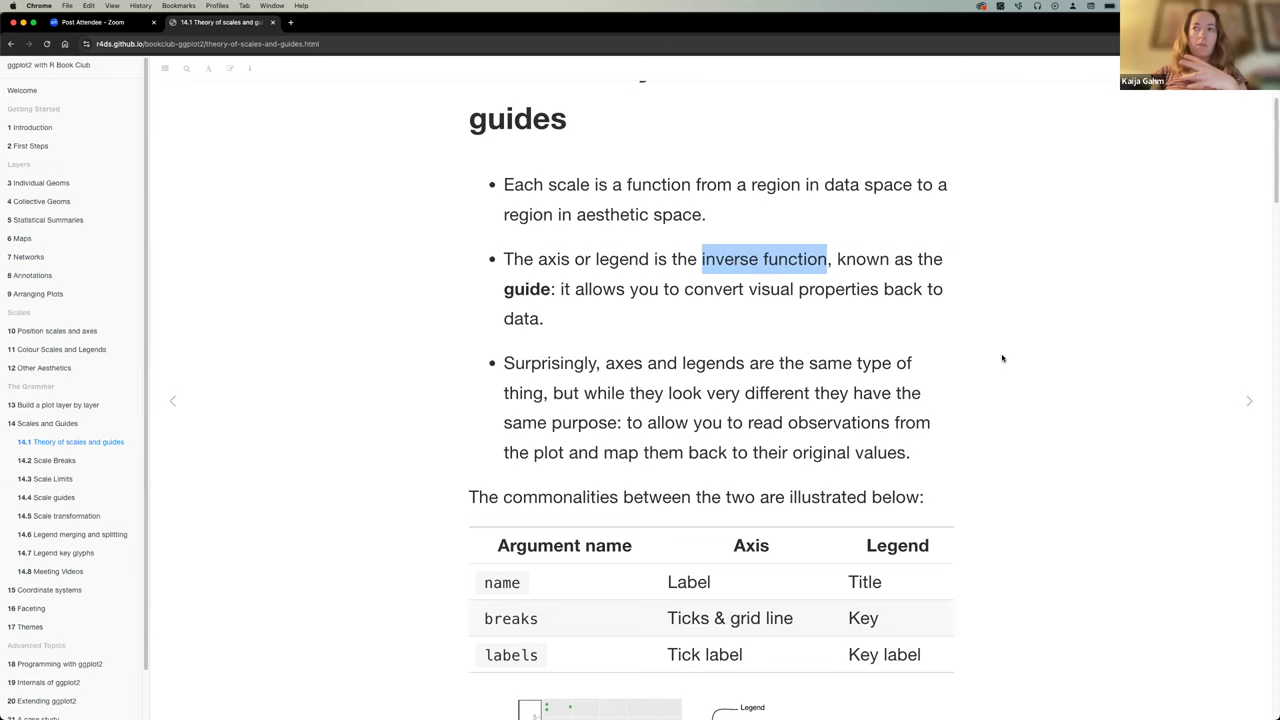 Chrome File Edit View History Bookmarks Profiles Tab Window Help
Post Attendee - Zoom
14.1 Theory of scales and gu
r4ds.github.io/bookclub-ggplot2/theory-of-scales-and-guides.html
Kaija Gahm
ggplot2 with R Book Club
Welcome
Getting Started
1 Introduction
2 First Steps
Layers
3 Individual Geoms
4 Collective Geoms
5 Statistical Summaries
6 Maps
7 Networks
8 Annotations
9 Arranging Plots
Scales
10 Position scales and axes
11 Colour Scales and Legends
12 Other Aesthetics
The Grammar
13 Build a plot layer by layer
14 Scales and Guides
14.1 Theory of scales and guides
14.2 Scale Breaks
14.3 Scale Limits
14.4 Scale guides
14.5 Scale transformation
14.6 Legend merging and splitting
14.7 Legend key glyphs
14.8 Meeting Videos
15 Coordinate systems
16 Faceting
17 Themes
Advanced Topics
18 Programming with ggplot2
19 Internals of ggplot2
20 Extending ggplot2
21 A case study
guides
• Each scale is a function from a region in data space to a
region in aesthetic space.
• The axis or legend is the inverse function, known as the
guide: it allows you to convert visual properties back to
data.
• Surprisingly, axes and legends are the same type of
thing, but while they look very different they have the
same purpose: to allow you to read observations from
the plot and map them back to their original values.
The commonalities between the two are illustrated below:
Argument name Axis Legend
name Label Title
breaks Ticks & grid line Key
labels Tick label Key label
Legend